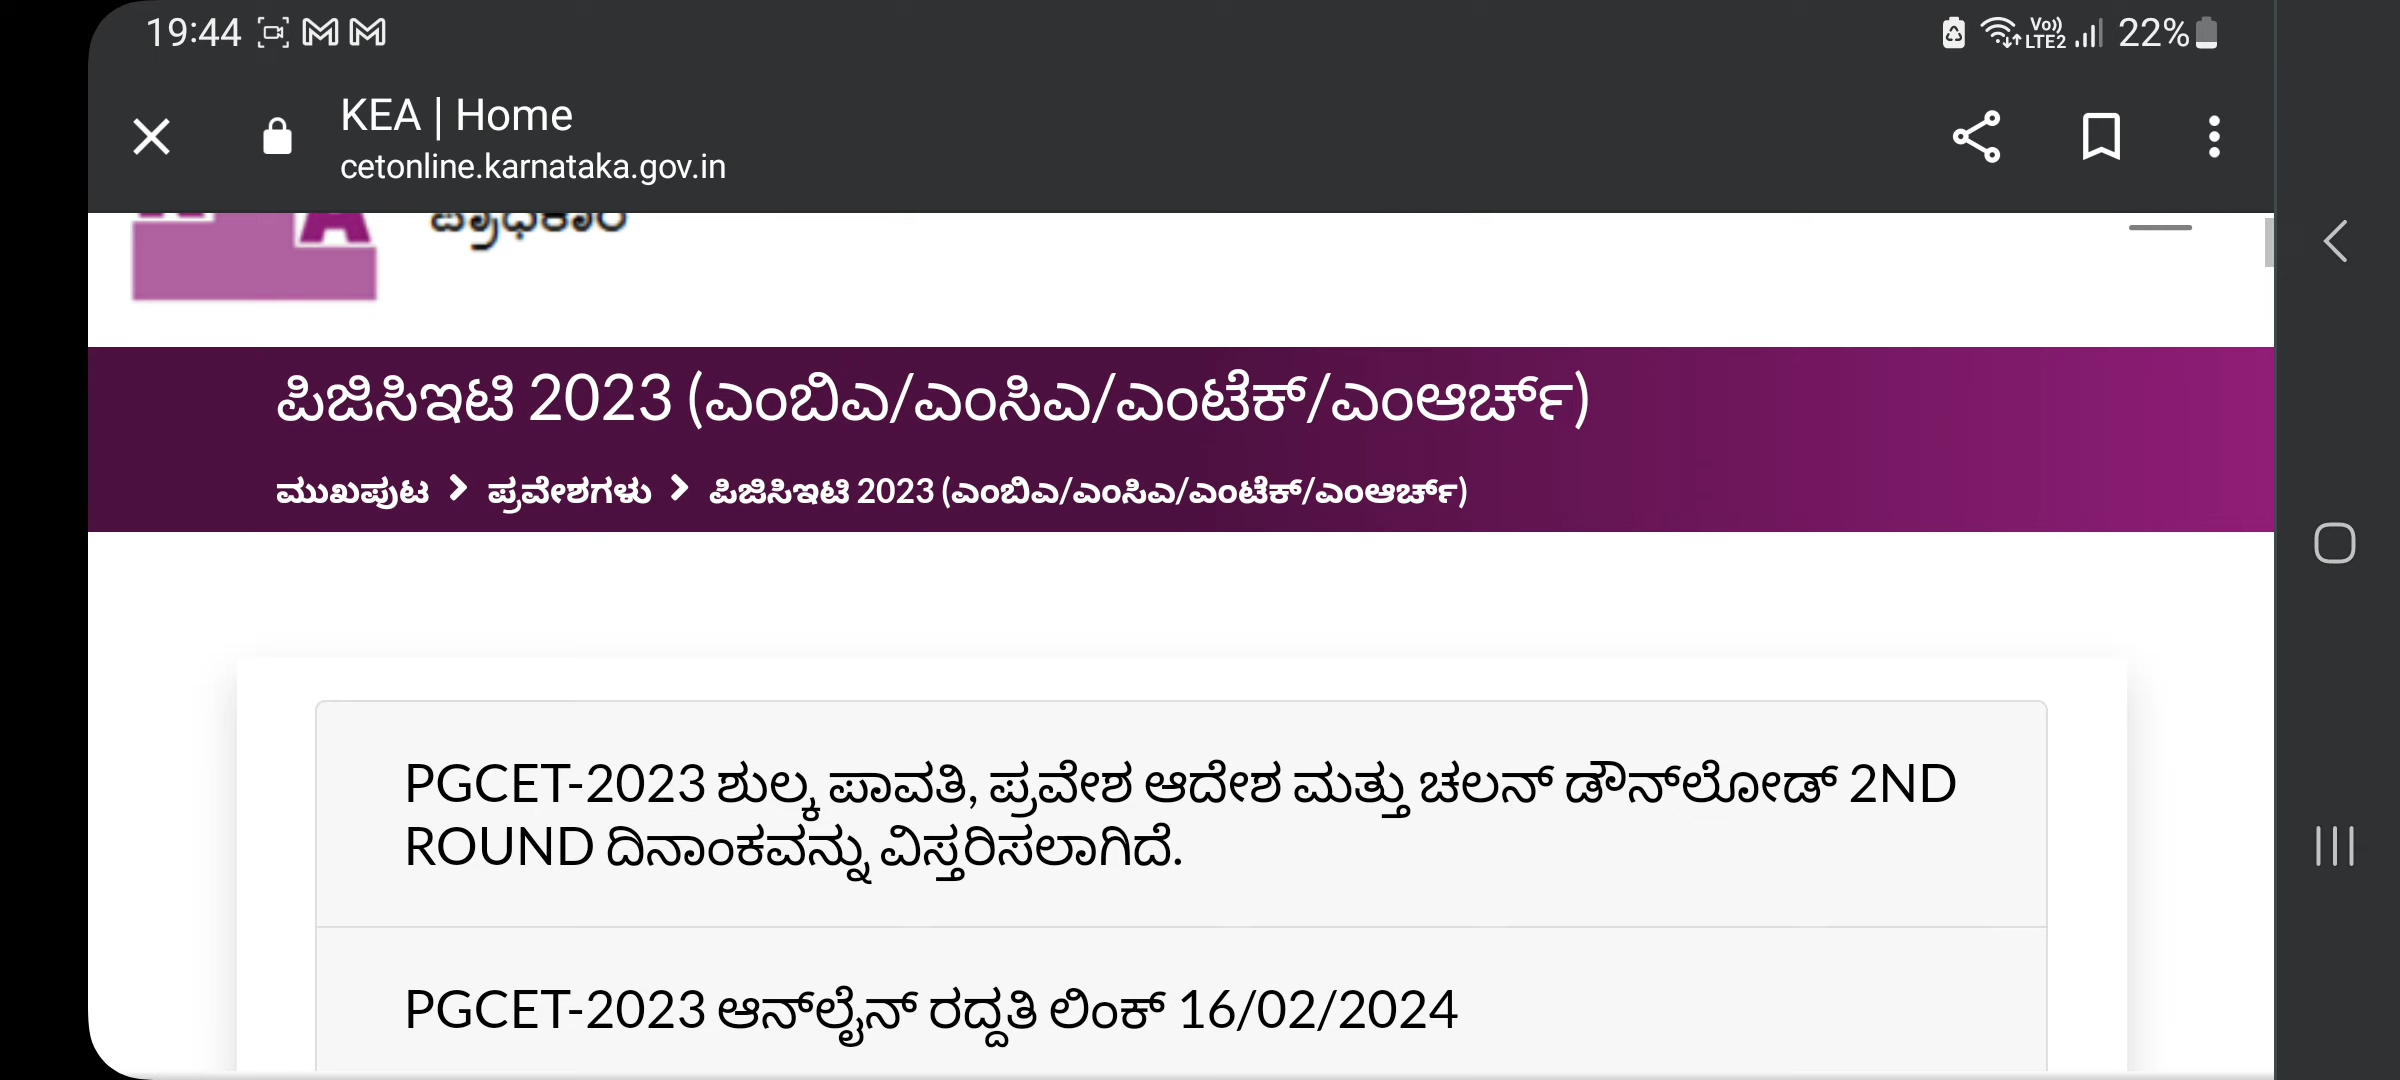 19:44
Vo)) LTE2 22%
KEA | Home
cetonline.karnataka.gov.in
ಪ್ರಾಧಿಕಾರ
ಪಿಜಿಸಿಇಟಿ 2023 (ಎಂಬಿಎ/ಎಂಸಿಎ/ಎಂಟೆಕ್/ಎಂಆರ್ಚ್)
ಮುಖಪುಟ > ಪ್ರವೇಶಗಳು > ಪಿಜಿಸಿಇಟಿ 2023 (ಎಂಬಿಎ/ಎಂಸಿಎ/ಎಂಟೆಕ್/ಎಂಆರ್ಚ್)
PGCET-2023 ಶುಲ್ಕ ಪಾವತಿ, ಪ್ರವೇಶ ಆದೇಶ ಮತ್ತು ಚಲನ್ ಡೌನ್‌ಲೋಡ್ 2ND
ROUND ದಿನಾಂಕವನ್ನು ವಿಸ್ತರಿಸಲಾಗಿದೆ.
PGCET-2023 ಆನ್‌ಲೈನ್ ರದ್ದತಿ ಲಿಂಕ್ 16/02/2024